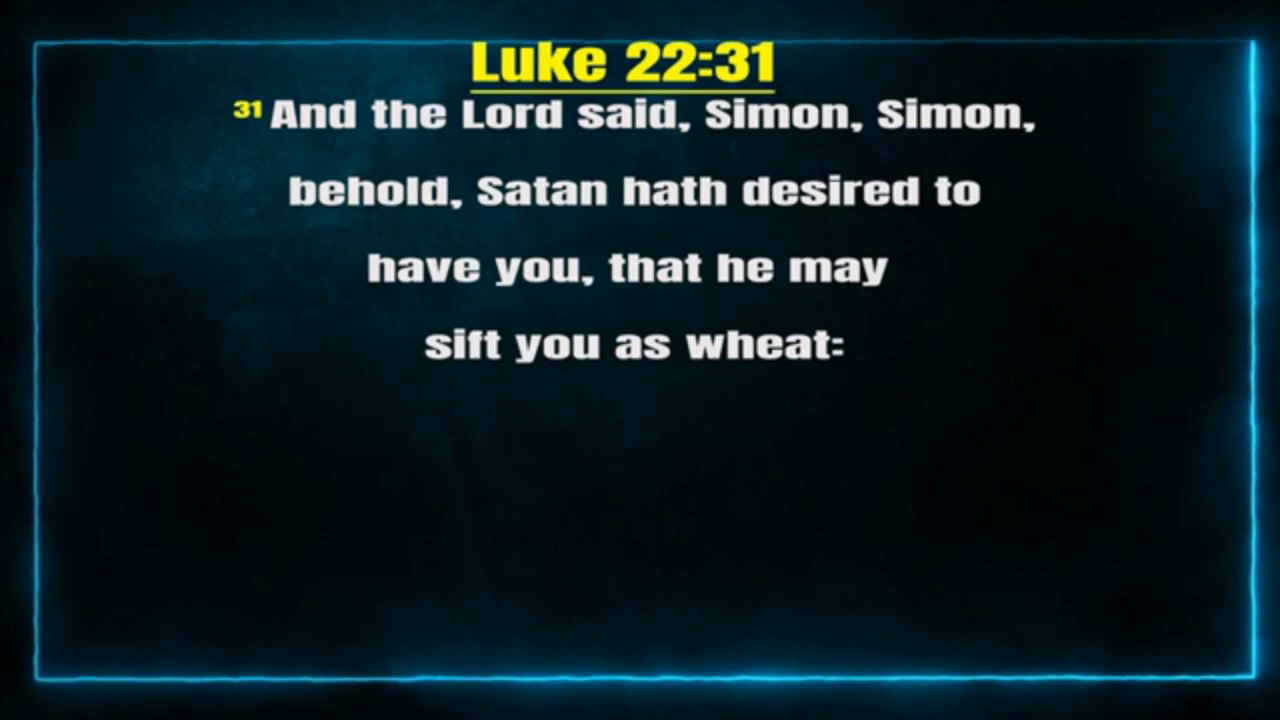 Luke 22:31
31 And the Lord said, Simon, Simon,
behold, Satan hath desired to
have you, that he may
sift you as wheat: